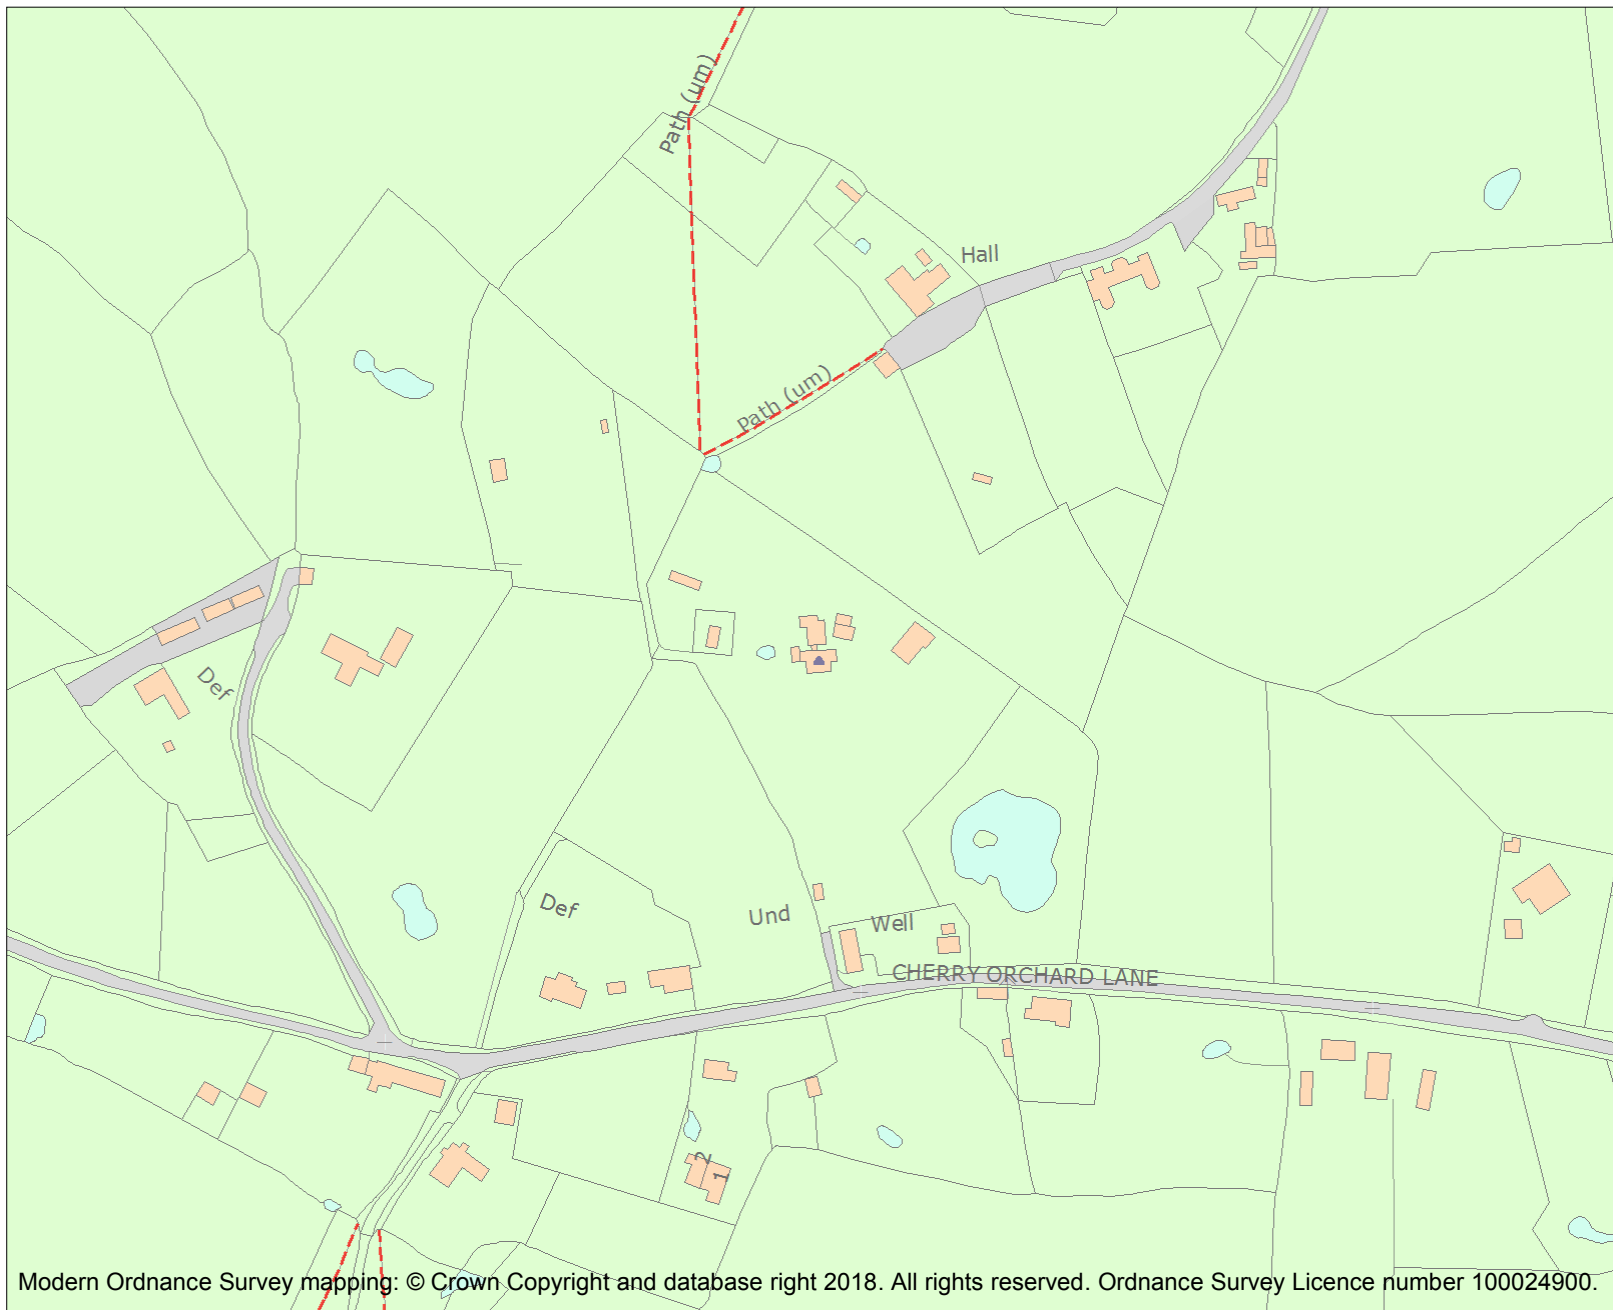 Path (um)
Hall
Path (um)
Def
Def
Und
Well
CHERRY ORCHARD LANE
2
1
Modern Ordnance Survey mapping: © Crown Copyright and database right 2018. All rights reserved. Ordnance Survey Licence number 100024900.